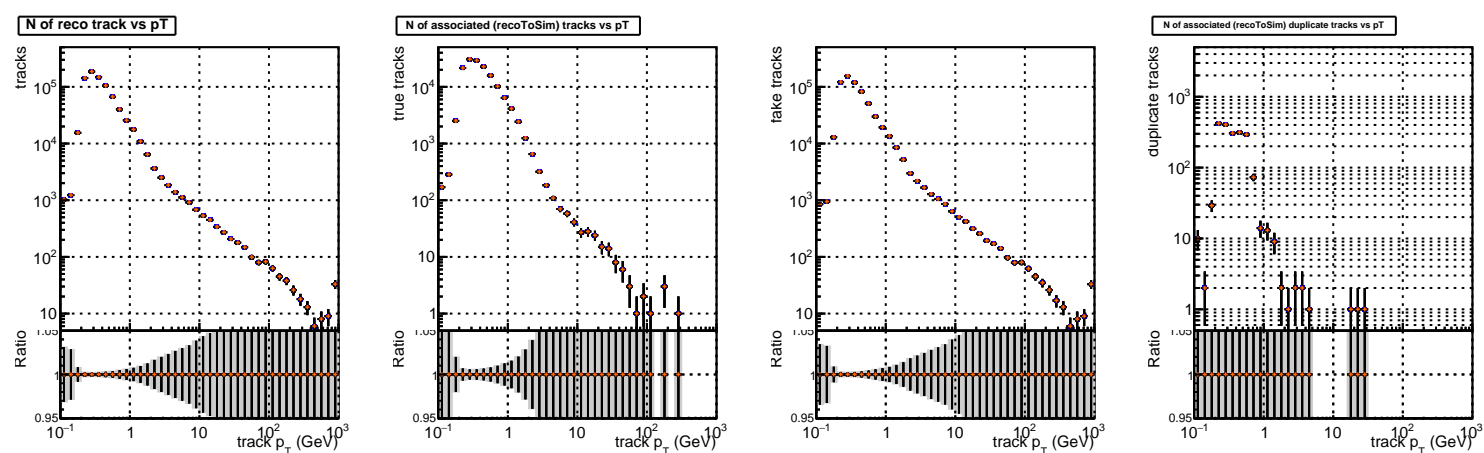 N of reco track vs pT
tracks
10^5
10^4
10^3
10^2
10
Ratio
1.05
1
0.95
10^-1 1 10 10^2 10^3
track p_T (GeV)
N of associated (recoToSim) tracks vs pT
true tracks
10^4
10^3
10^2
10
1
Ratio
1.05
1
0.95
10^-1 1 10 10^2 10^3
track p_T (GeV)
fake tracks
10^5
10^4
10^3
10^2
10
Ratio
1.05
1
0.95
10^-1 1 10 10^2 10^3
track p_T (GeV)
N of associated (recoToSim) duplicate tracks vs pT
duplicate tracks
10^3
10^2
10
1
Ratio
1.05
1
0.95
10^-1 1 10 10^2 10^3
track p_T (GeV)